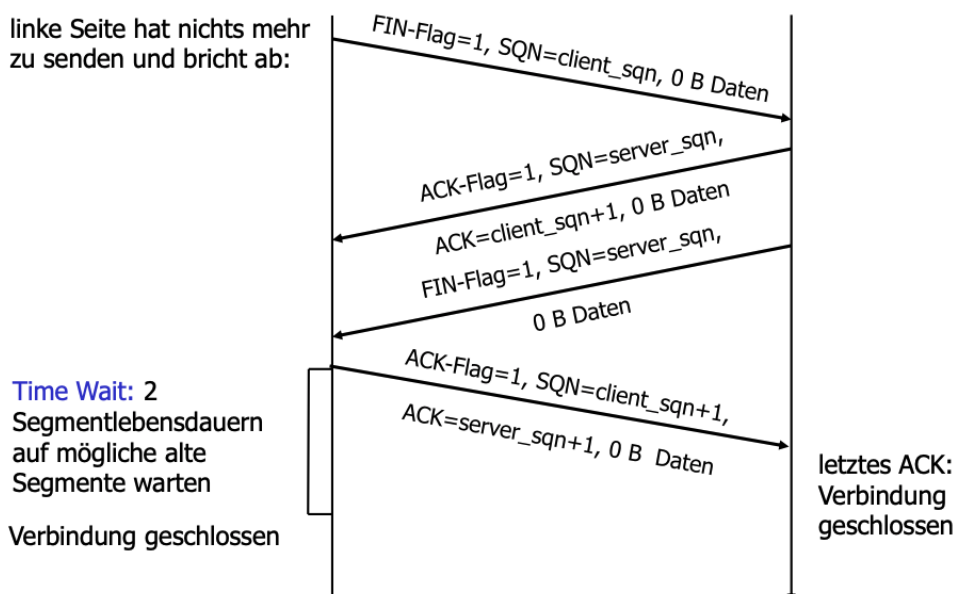 linke Seite hat nichts mehr
zu senden und bricht ab:
FIN-Flag=1, SQN=client_sqn, 0 B Daten
ACK-Flag=1, SQN=server_sqn,
ACK=client_sqn+1, 0 B Daten
FIN-Flag=1, SQN=server_sqn,
0 B Daten
ACK-Flag=1, SQN=client_sqn+1,
ACK=server_sqn+1, 0 B Daten
Time Wait: 2
Segmentlebensdauern
auf mögliche alte
Segmente warten
Verbindung geschlossen
letztes ACK:
Verbindung
geschlossen